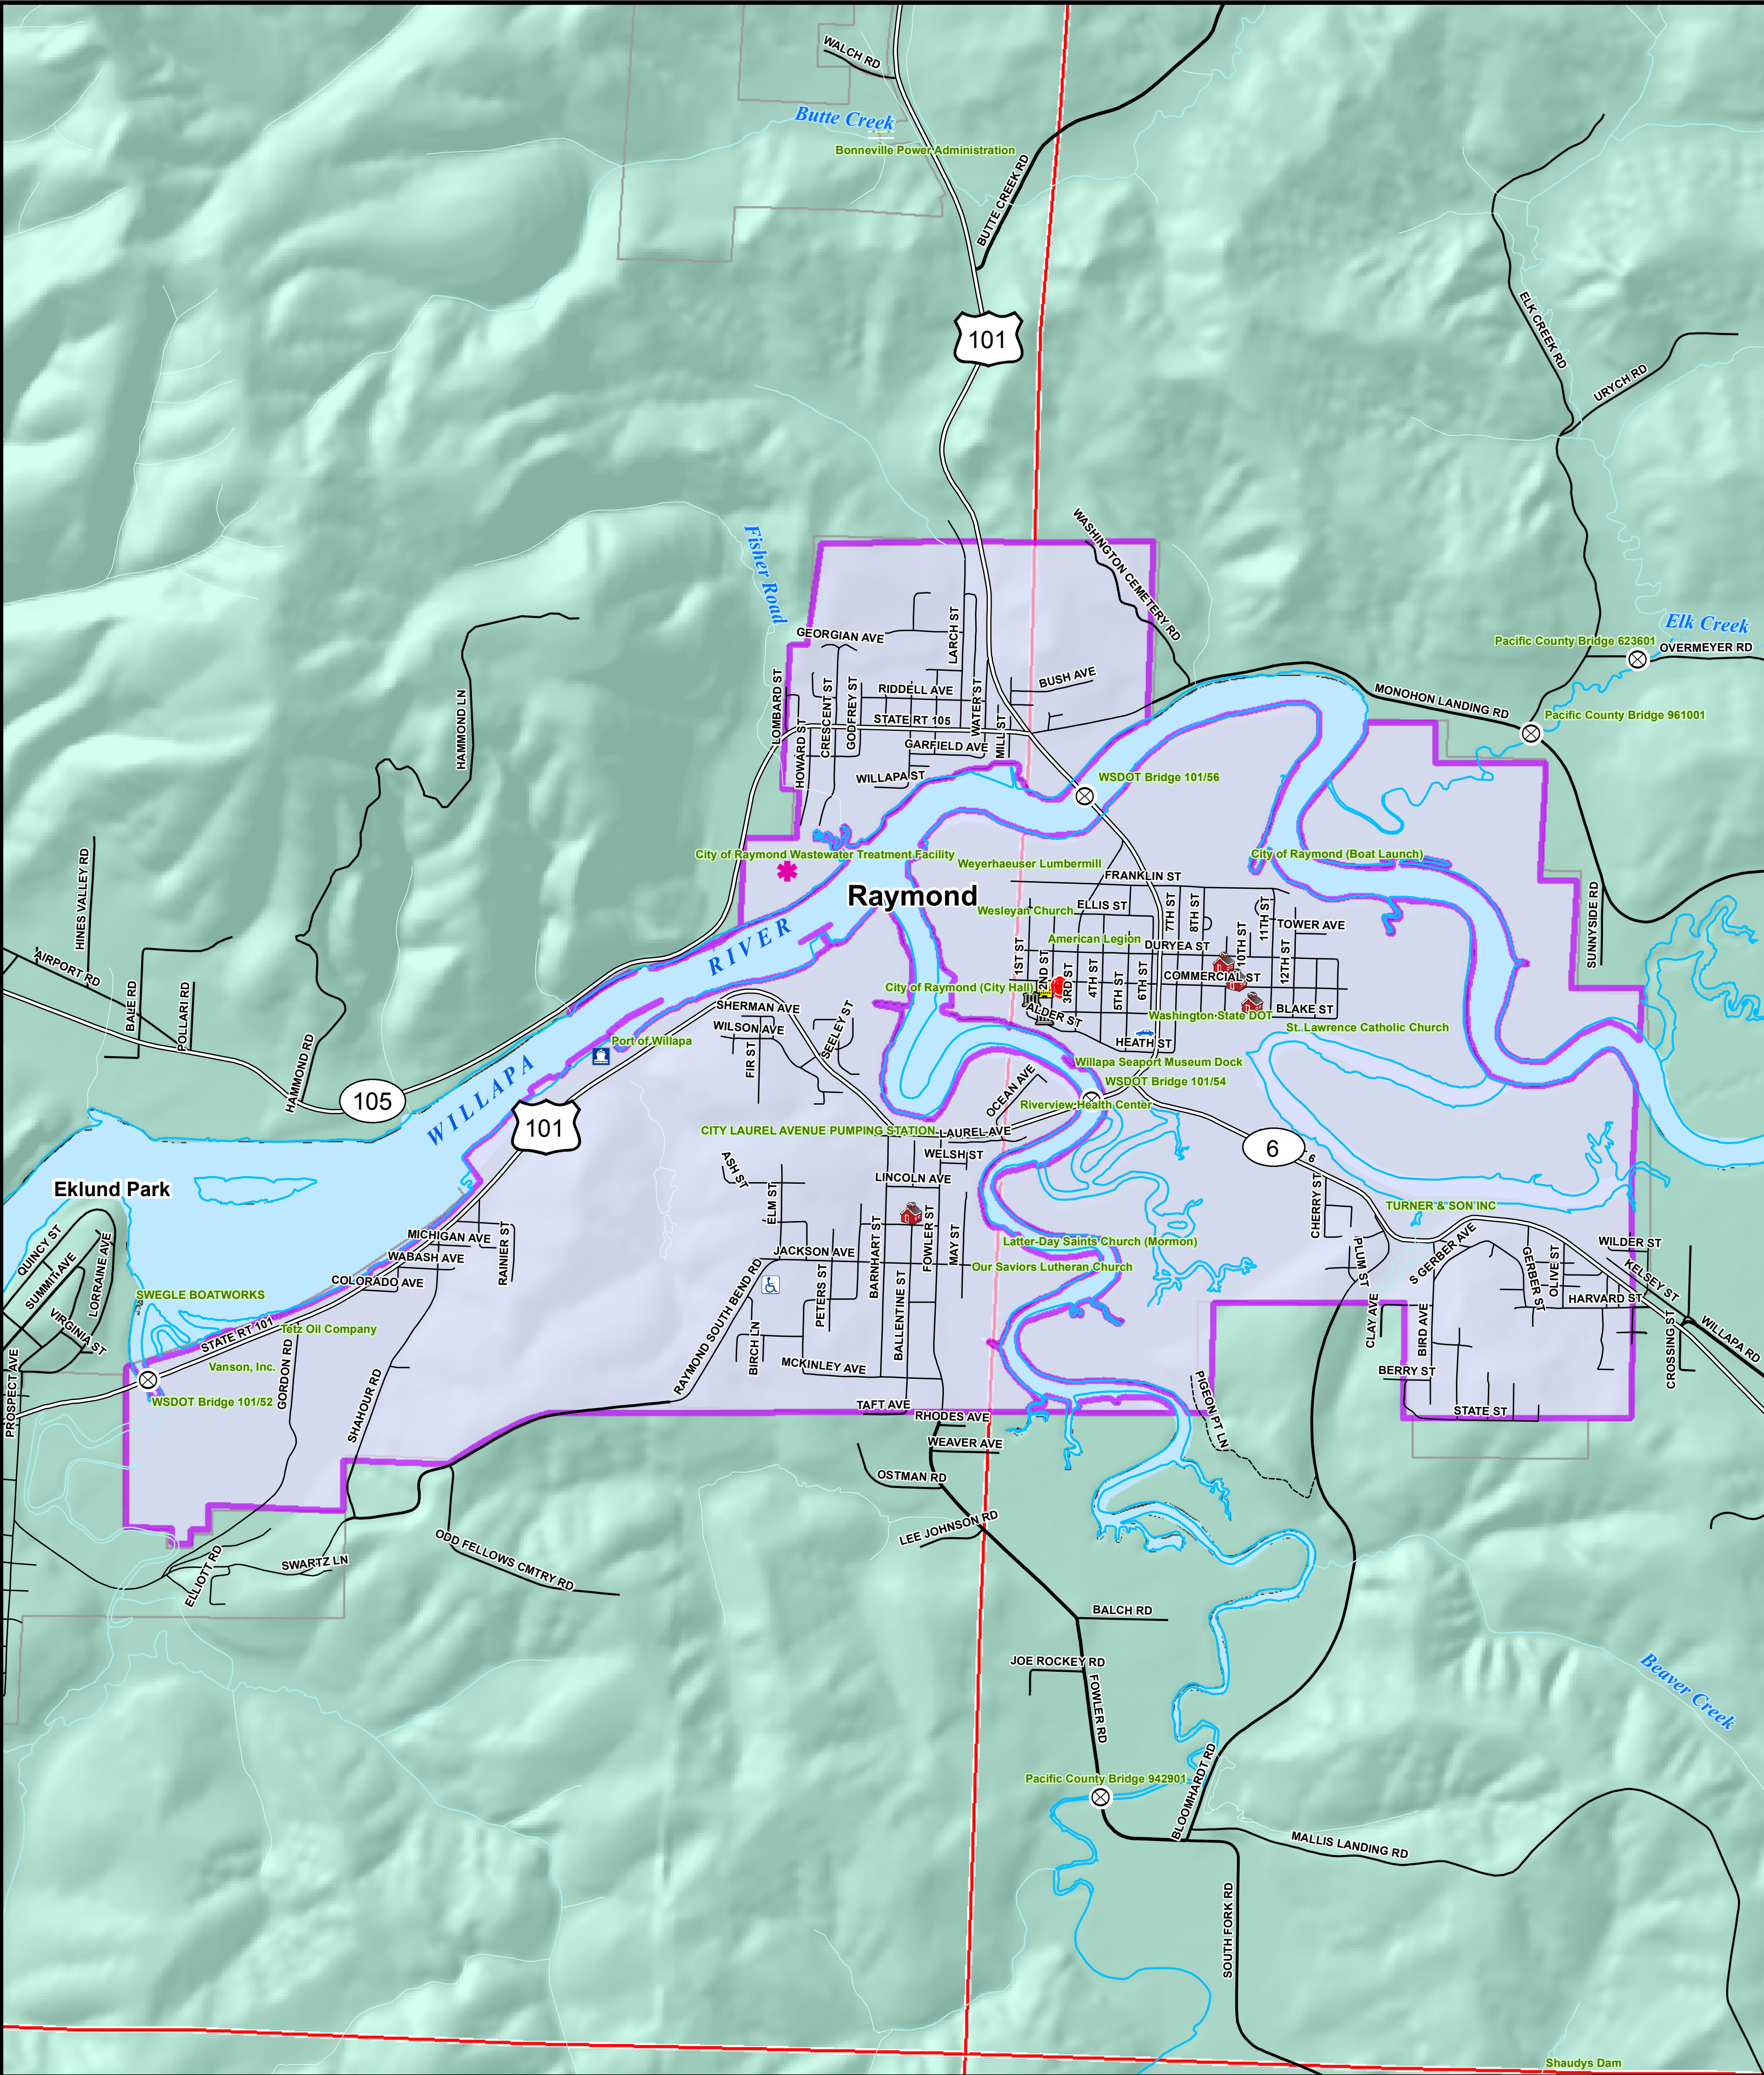 WALCH RD
Butte Creek
Bonneville Power Administration
BUTTE CREEK RD
101
ELK CREEK RD
URYCH RD
Fisher Road
WASHINGTON CEMETERY RD
GEORGIAN AVE
LARCH ST
Elk Creek
Pacific County Bridge 623601
OVERMEYER RD
LOMBARD ST
HOWARD ST
CRESCENT ST
GODFREY ST
RIDDELL AVE
WATER ST
MILL ST
BUSH AVE
HAMMOND LN
MONOHON LANDING RD
Pacific County Bridge 961001
STATE RT 105
GARFIELD AVE
WILLAPA ST
WSDOT Bridge 101/56
City of Raymond Wastewater Treatment Facility
Weyerhaeuser Lumbermill
City of Raymond (Boat Launch)
Raymond
FRANKLIN ST
HINES VALLEY RD
Wesleyan Church
ELLIS ST
7TH ST
8TH ST
10TH ST
11TH ST
12TH ST
TOWER AVE
SUNNYSIDE RD
American Legion
DURYEA ST
AIRPORT RD
BALE RD
POLLARI RD
HAMMOND RD
WILLAPA RIVER
1ST ST
2ND ST
3RD ST
4TH ST
5TH ST
6TH ST
COMMERCIAL ST
City of Raymond (City Hall)
ALDER ST
BLAKE ST
Washington State DOT
St. Lawrence Catholic Church
SHERMAN AVE
WILSON AVE
FIR ST
SEELEY ST
Port of Willapa
HEATH ST
Willapa Seaport Museum Dock
WSDOT Bridge 101/54
OCEAN AVE
Riverview Health Center
105
101
CITY LAUREL AVENUE PUMPING STATION
LAUREL AVE
6
T 6
WELSH ST
ASH ST
ELM ST
LINCOLN AVE
Eklund Park
CHERRY ST
TURNER & SON INC
QUINCY ST
SUMMIT AVE
LORRAINE AVE
VIRGINIA ST
PROSPECT AVE
MICHIGAN AVE
WABASH AVE
COLORADO AVE
RAINIER ST
JACKSON AVE
BARNHART ST
FOWLER ST
MAY ST
Latter-Day Saints Church (Mormon)
Our Saviors Lutheran Church
PLUM ST
S GERBER AVE
GERBER ST
OLIVE ST
WILDER ST
KELSEY ST
HARVARD ST
CROSSING ST
WILLAPA RD
SWEGLE BOATWORKS
STATE RT 101
Tetz Oil Company
Vanson, Inc.
WSDOT Bridge 101/52
GORDON RD
SHAHOUR RD
RAYMOND SOUTH BEND RD
PETERS ST
BIRCH LN
BALLENTINE ST
MCKINLEY AVE
CLAY AVE
BIRD AVE
BERRY ST
STATE ST
PIGEON PT LN
TAFT AVE
RHODES AVE
WEAVER AVE
OSTMAN RD
LEE JOHNSON RD
ODD FELLOWS CMTRY RD
SWARTZ LN
ELLIOTT RD
BALCH RD
JOE ROCKEY RD
FOWLER RD
Beaver Creek
Pacific County Bridge 942901
BLOOMHARDT RD
MALLIS LANDING RD
SOUTH FORK RD
Shaudys Dam